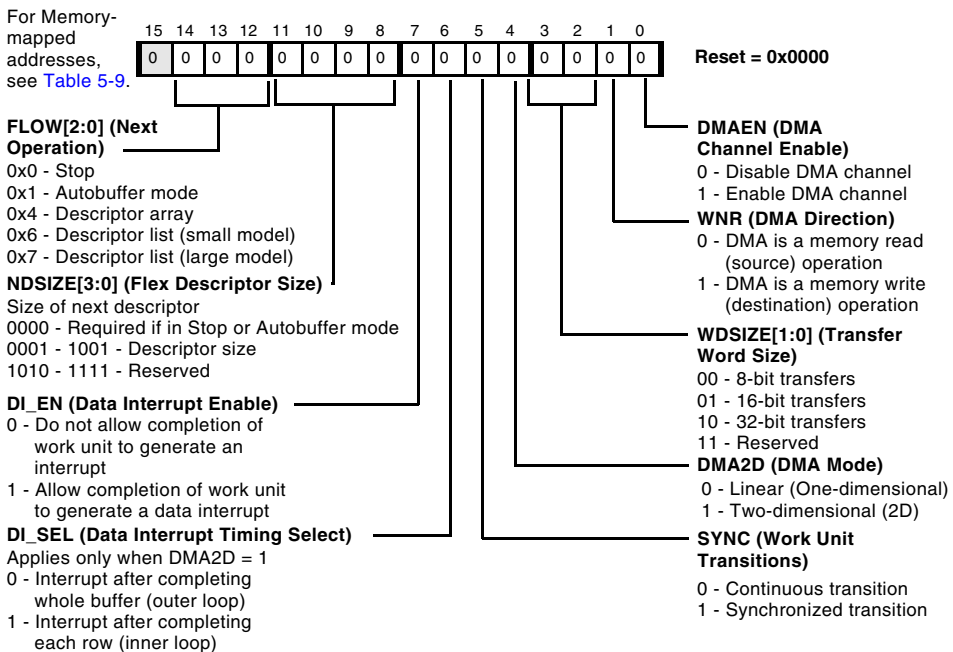 For Memory-
mapped
addresses,
see Table 5-9.
15 14 13 12 11 10 9 8 7 6 5 4 3 2 1 0
0 0 0 0 0 0 0 0 0 0 0 0 0 0 0 0
Reset = 0x0000
FLOW[2:0] (Next
Operation)
0x0 - Stop
0x1 - Autobuffer mode
0x4 - Descriptor array
0x6 - Descriptor list (small model)
0x7 - Descriptor list (large model)
NDSIZE[3:0] (Flex Descriptor Size)
Size of next descriptor
0000 - Required if in Stop or Autobuffer mode
0001 - 1001 - Descriptor size
1010 - 1111 - Reserved
DI_EN (Data Interrupt Enable)
0 - Do not allow completion of
work unit to generate an
interrupt
1 - Allow completion of work unit
to generate a data interrupt
DI_SEL (Data Interrupt Timing Select)
Applies only when DMA2D = 1
0 - Interrupt after completing
whole buffer (outer loop)
1 - Interrupt after completing
each row (inner loop)
DMAEN (DMA
Channel Enable)
0 - Disable DMA channel
1 - Enable DMA channel
WNR (DMA Direction)
0 - DMA is a memory read
(source) operation
1 - DMA is a memory write
(destination) operation
WDSIZE[1:0] (Transfer
Word Size)
00 - 8-bit transfers
01 - 16-bit transfers
10 - 32-bit transfers
11 - Reserved
DMA2D (DMA Mode)
0 - Linear (One-dimensional)
1 - Two-dimensional (2D)
SYNC (Work Unit
Transitions)
0 - Continuous transition
1 - Synchronized transition